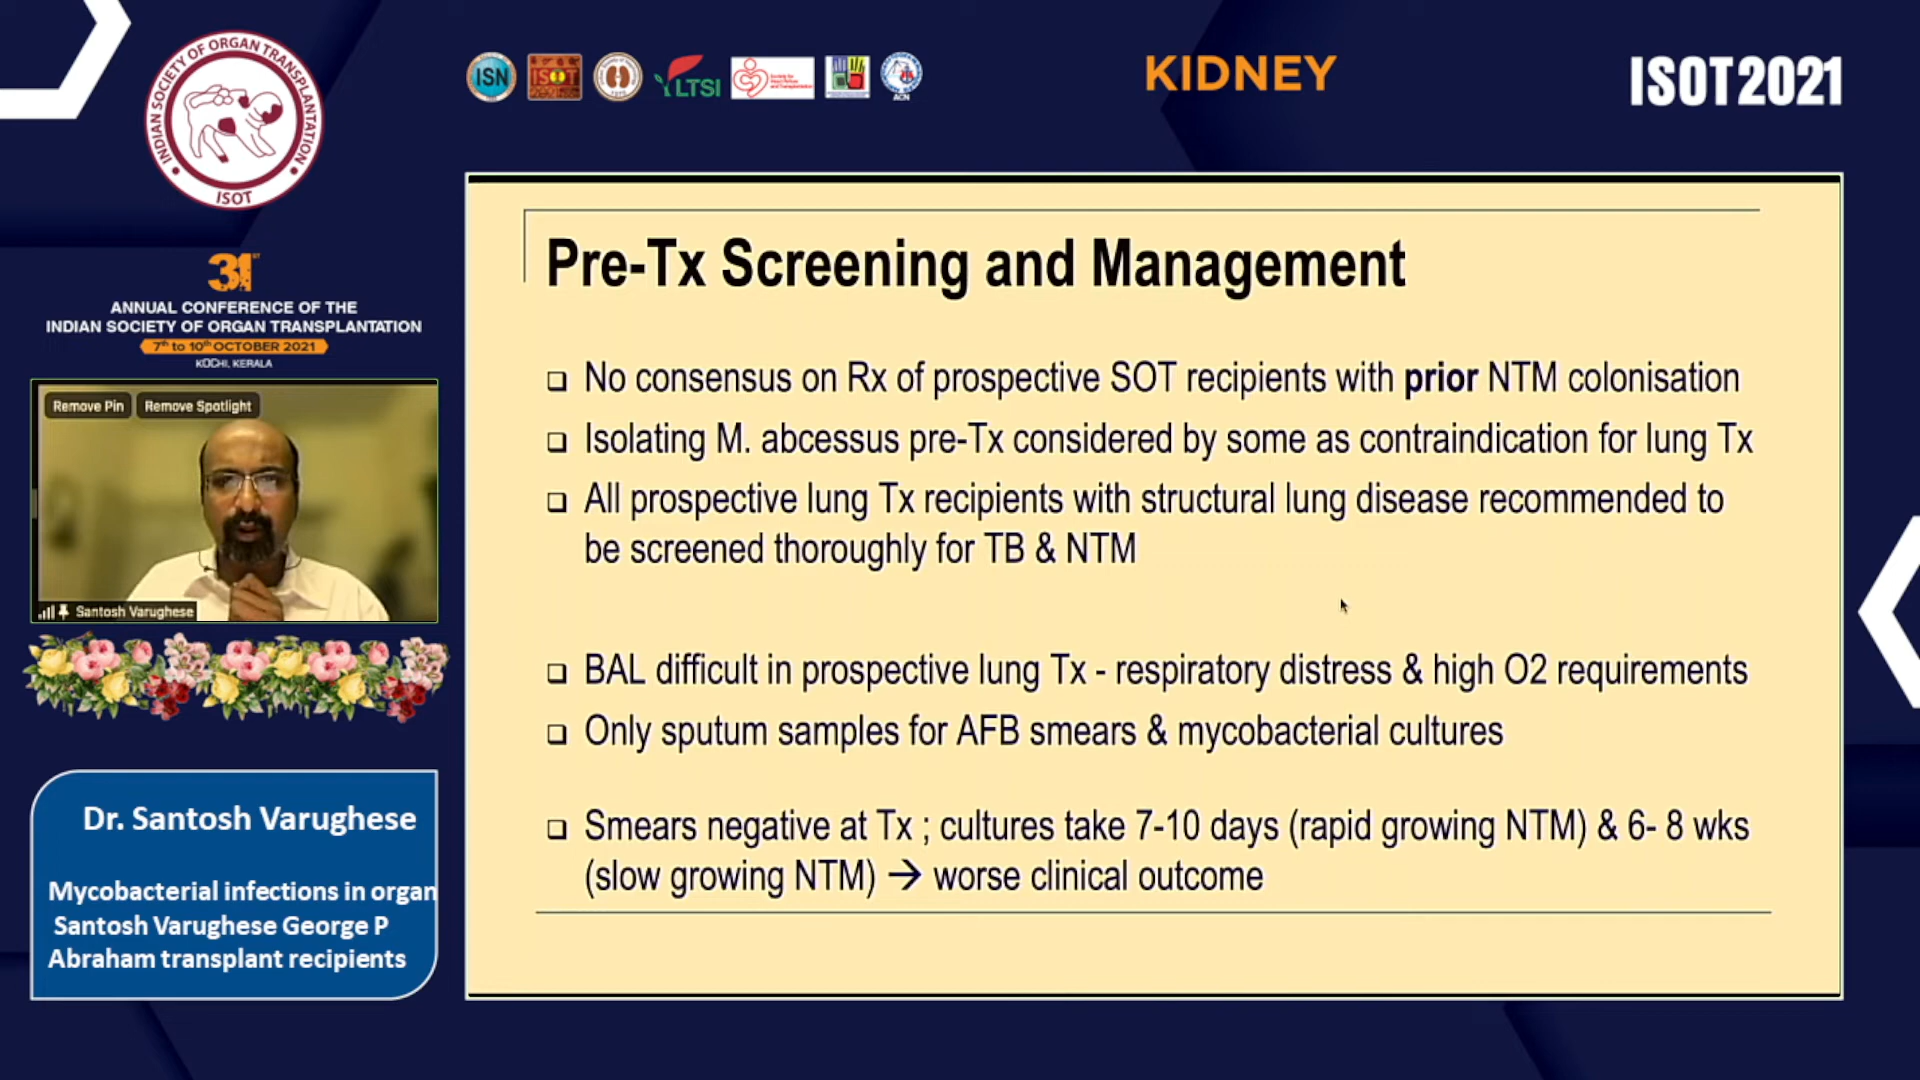 INDIAN SOCIETY OF ORGAN TRANSPLANTATION
ISOT
ISN
ISOT
LTSI
ACN
KIDNEY
ISOT2021
31ST
ANNUAL CONFERENCE OF THE
INDIAN SOCIETY OF ORGAN TRANSPLANTATION
7th to 10th OCTOBER 2021
KOCHI, KERALA
Remove Pin Remove Spotlight
Santosh Varughese
Dr. Santosh Varughese
Mycobacterial infections in organ
Santosh Varughese George P
Abraham transplant recipients
Pre-Tx Screening and Management
❑ No consensus on Rx of prospective SOT recipients with prior NTM colonisation
❑ Isolating M. abcessus pre-Tx considered by some as contraindication for lung Tx
❑ All prospective lung Tx recipients with structural lung disease recommended to
be screened thoroughly for TB & NTM
❑ BAL difficult in prospective lung Tx - respiratory distress & high O2 requirements
❑ Only sputum samples for AFB smears & mycobacterial cultures
❑ Smears negative at Tx ; cultures take 7-10 days (rapid growing NTM) & 6- 8 wks
(slow growing NTM) → worse clinical outcome